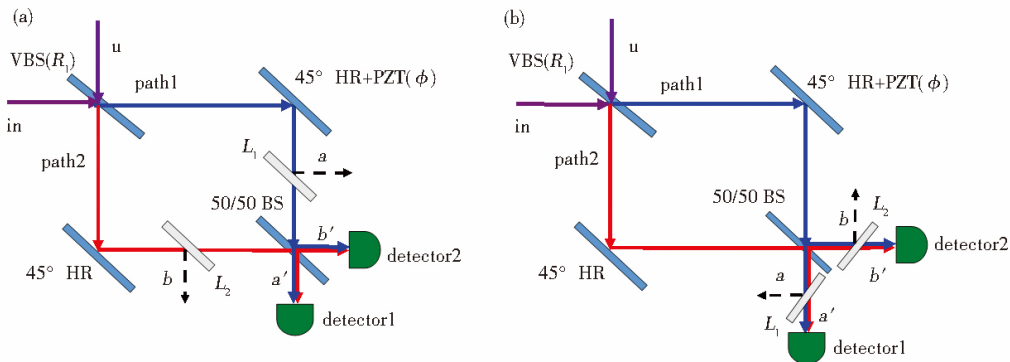 (a)
u
VBS(R₁)
path1
45° HR+PZT(ϕ)
in
path2
L₁
a
50/50 BS
b′
detector2
45° HR
b
L₂
a′
detector1
(b)
u
VBS(R₁)
path1
45° HR+PZT(ϕ)
in
path2
50/50 BS
b
L₂
detector2
45° HR
a
b′
L₁
a′
detector1